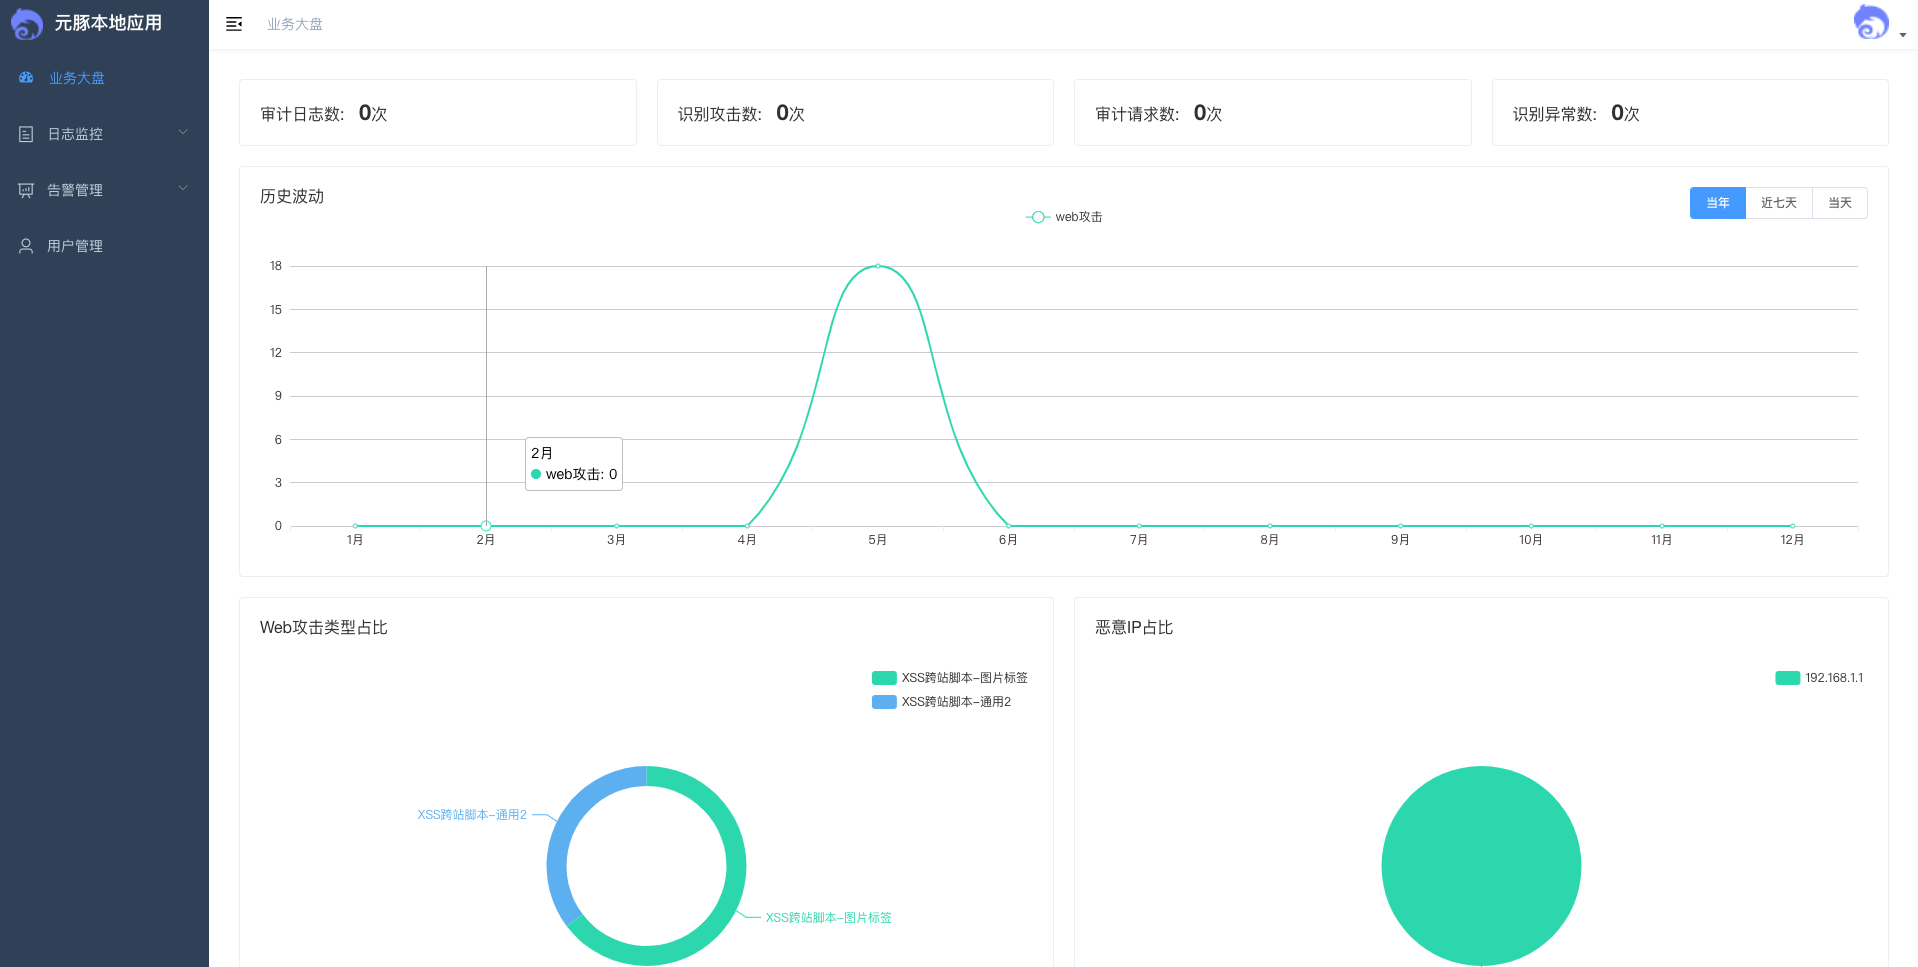 元豚本地应用
业务大盘
日志监控
告警管理
用户管理
业务大盘
审计日志数: 0次
识别攻击数: 0次
审计请求数: 0次
识别异常数: 0次
历史波动
当年 近七天 当天
web攻击
18
15
12
9
6
3
0
2月
web攻击: 0
1月 2月 3月 4月 5月 6月 7月 8月 9月 10月 11月 12月
Web攻击类型占比
XSS跨站脚本-图片标签
XSS跨站脚本-通用2
XSS跨站脚本-通用2
XSS跨站脚本-图片标签
恶意IP占比
192.168.1.1